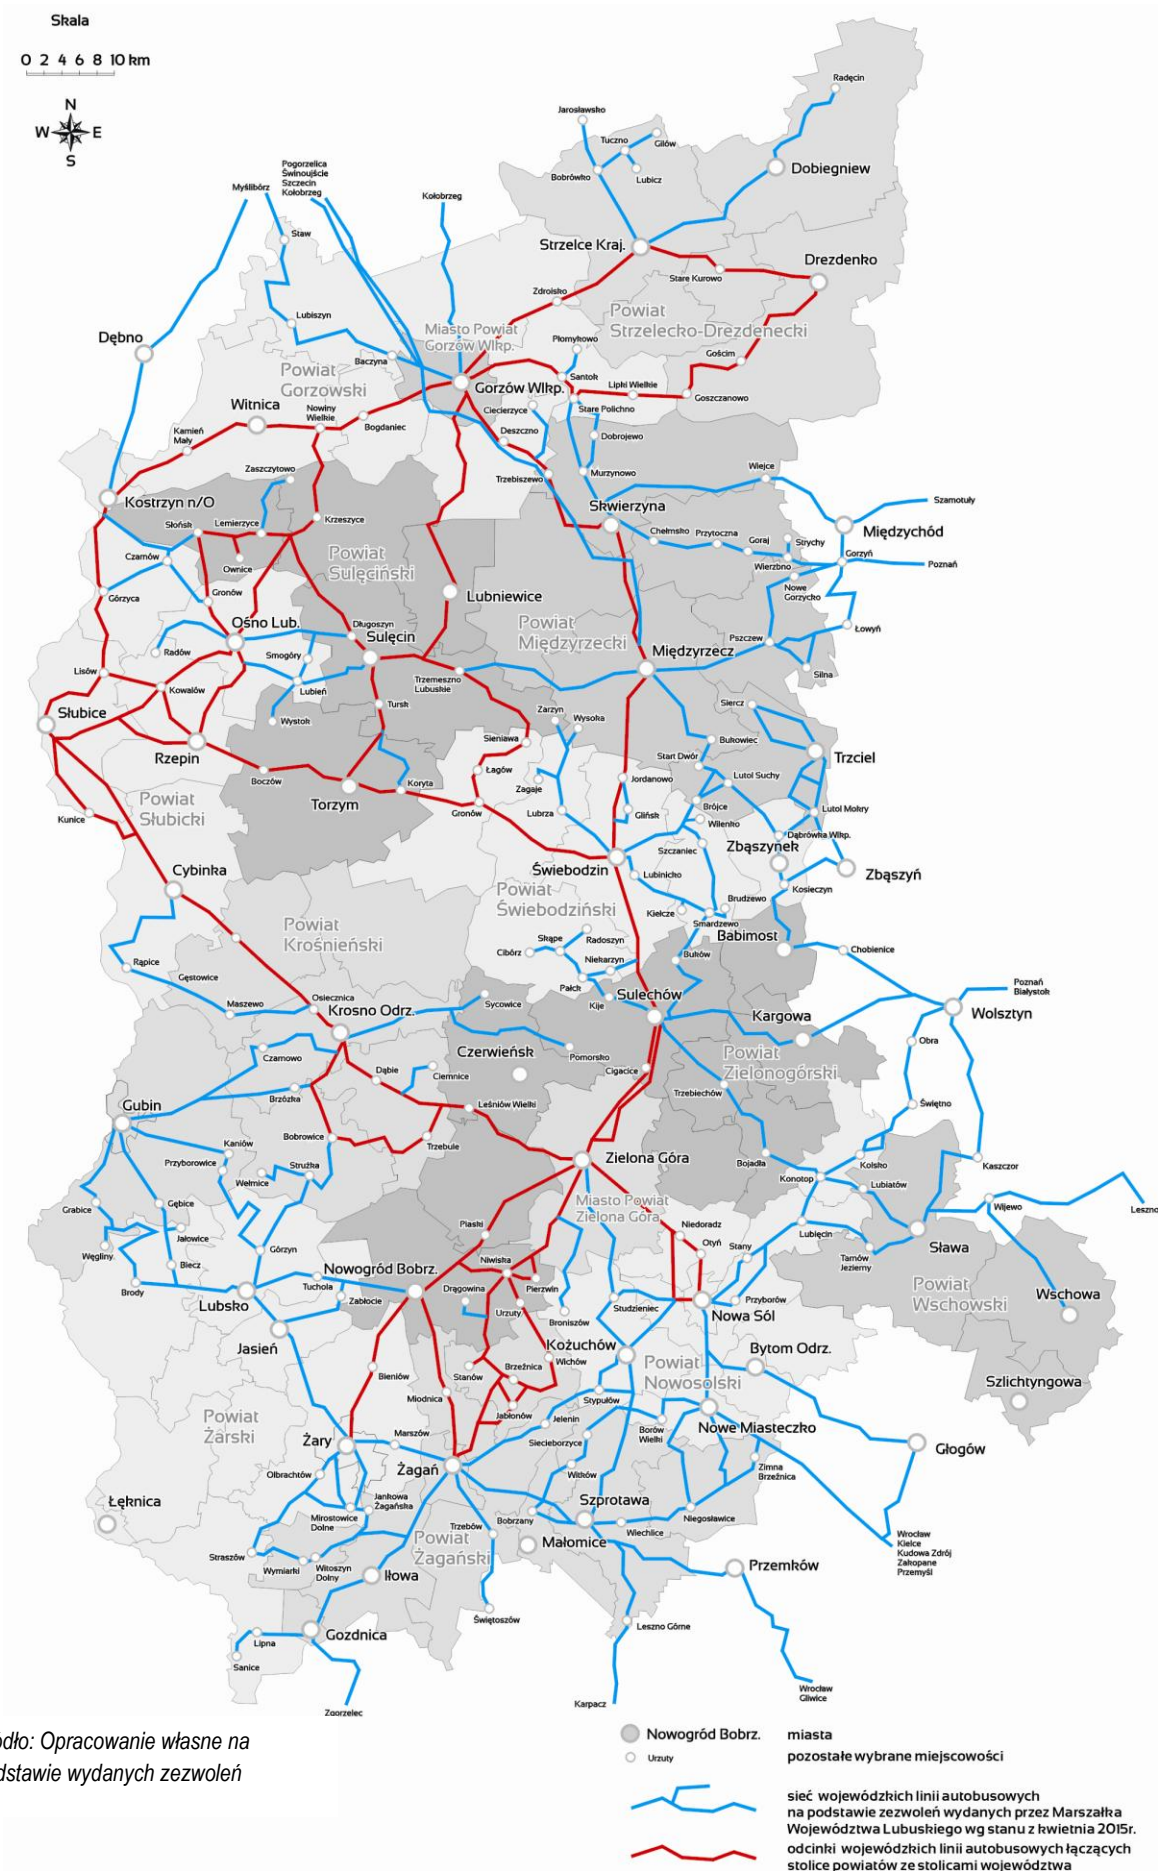 Skala
0 2 4 6 8 10 km
N
W E
S
Radęcin
Jarosławsko
Tuczno
Gilów
Bobrówko
Lubicz
Dobiegniew
Pogorzelica
Świnoujście
Szczecin
Kołobrzeg
Myślibórz
Kołobrzeg
Staw
Strzelce Kraj.
Drezdenko
Stare Kurowo
Zdroisko
Powiat
Strzelecko-Drezdenecki
Lubiszyn
Miasto Powiat
Gorzów Wlkp.
Dębno
Baczyna
Płomykowo
Gościm
Powiat
Gorzowski
Gorzów Wlkp.
Santok
Lipki Wielkie
Goszczanowo
Witnica
Nowiny
Wielkie
Bogdaniec
Ciecierzyce
Stare Polichno
Kamień
Mały
Deszczno
Dobrojewo
Zaszczytowo
Trzebiszewo
Murzynowo
Wiejce
Kostrzyn n/O
Skwierzyna
Szamotuły
Międzychód
Słońsk
Lemierzyce
Krzeszyce
Chełmsko
Przytoczna
Goraj
Strychy
Gorzyń
Poznań
Czarnów
Ownice
Powiat
Sulęciński
Wierzbno
Nowe
Gorzycko
Górzyca
Gronów
Lubniewice
Ośno Lub.
Długoszyn
Sulęcin
Powiat
Międzyrzecki
Pszczew
Łowyń
Radów
Smogóry
Międzyrzecz
Silna
Lisów
Kowalów
Lubień
Trzemeszno
Lubuskie
Słubice
Wystok
Tursk
Zarzyn
Wysoka
Siercz
Rzepin
Sieniawa
Bukowiec
Trzciel
Start Dwór
Boczów
Łagów
Zagaje
Jordanowo
Lutol Suchy
Powiat
Słubicki
Torzym
Koryta
Gronów
Lubrza
Glińsk
Brójce
Lutol Mokry
Kunice
Wilenko
Dąbrówka Wlkp.
Zbąszynek
Szczaniec
Cybinka
Świebodzin
Lubinicko
Zbąszyń
Kosieczyn
Powiat
Świebodziński
Brudzewo
Kiełcze
Smardzewo
Powiat
Krośnieński
Babimost
Radoszyn
Skąpe
Cibórz
Chobienice
Rąpice
Gęstowice
Niekarzyn
Buków
Pałck
Kije
Sulechów
Sycowice
Poznań
Białystok
Maszewo
Osiecznica
Krosno Odrz.
Kargowa
Wolsztyn
Czarnowo
Czerwieńsk
Pomorsko
Powiat
Zielonogórski
Obra
Dąbie
Ciemnice
Cigacice
Brzózka
Trzebiechów
Gubin
Leśniów Wielki
Świętno
Kaniów
Bobrowice
Trzebule
Przyborowice
Zielona Góra
Bojadła
Kolsko
Kaszczor
Strużka
Wełmice
Konotop
Lubiatów
Miasto Powiat
Zielona Góra
Leszno
Grabice
Gębice
Piaski
Niedoradz
Wijewo
Jałowice
Otyń
Lubięcin
Węgliny
Górzyn
Stany
Tarnów
Jezierny
Sława
Biecz
Niwiska
Nowogród Bobrz.
Powiat
Wschowski
Brody
Tuchola
Drągowina
Pierzwin
Lubsko
Zabłocie
Urzuty
Studzieniec
Przyborów
Wschowa
Nowa Sól
Broniszów
Jasień
Kożuchów
Bytom Odrz.
Wichów
Bieniów
Brzeźnica
Powiat
Nowosolski
Stanów
Szlichtyngowa
Miodnica
Jabłonów
Stypułów
Powiat
Żarski
Jelenin
Nowe Miasteczko
Marszów
Borów
Wielki
Głogów
Żary
Siecieborzyce
Żagań
Olbrachtów
Witków
Zimna
Brzeźnica
Jankowa
Żagańska
Łęknica
Mirostowice
Dolne
Szprotawa
Niegosławice
Bobrzany
Trzebów
Wiechlice
Wrocław
Kielce
Kudowa Zdrój
Zakopane
Przemyśl
Powiat
Żagański
Małomice
Straszów
Wymiarki
Witoszyn
Dolny
Iłowa
Przemków
Świętoszów
Leszno Górne
Gozdnica
Lipna
Sanice
Wrocław
Gliwice
Zgorzelec
Karpacz
ódło: Opracowanie własne na
dstawie wydanych zezwoleń
Nowogród Bobrz. miasta
Urzuty pozostałe wybrane miejscowości
sieć wojewódzkich linii autobusowych
na podstawie zezwoleń wydanych przez Marszałka
Województwa Lubuskiego wg stanu z kwietnia 2015r.
odcinki wojewódzkich linii autobusowych łączących
stolice powiatów ze stolicami województwa